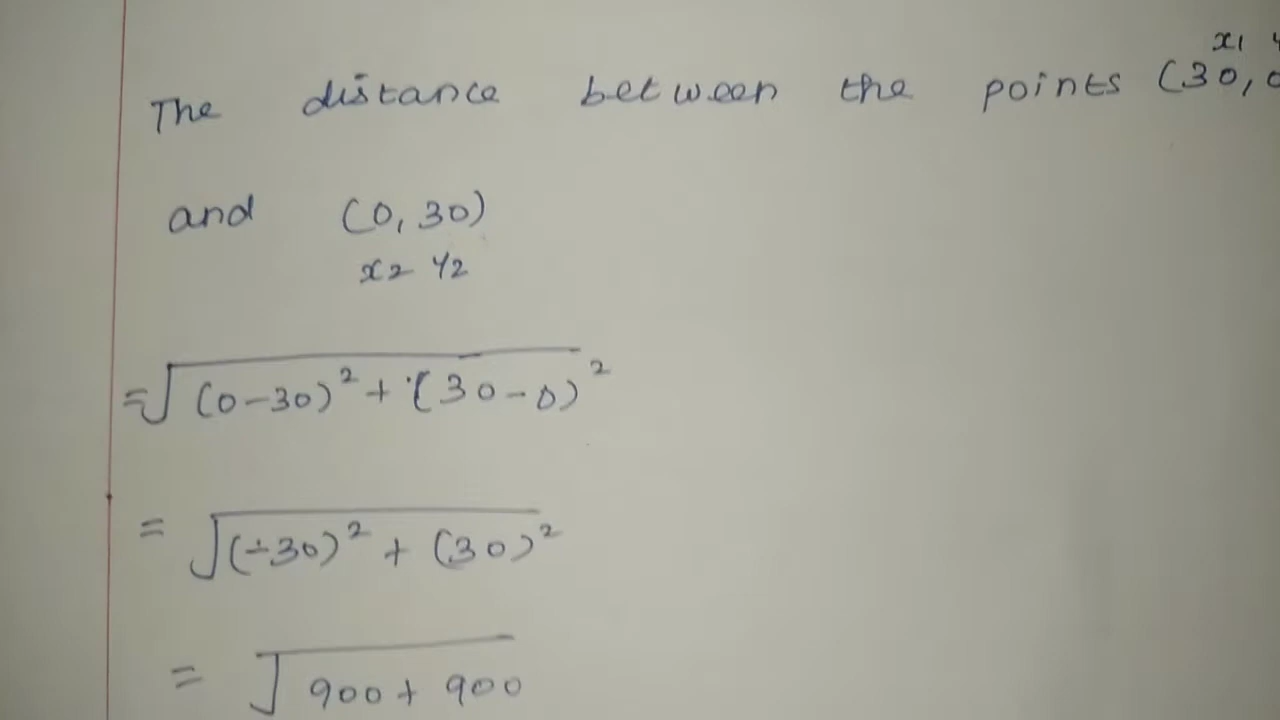 x1
The distance between the points (30, 0
and (0, 30)
x2 y2
= √(0-30)² + (30-0)²
= √(-30)² + (30)²
= √900 + 900